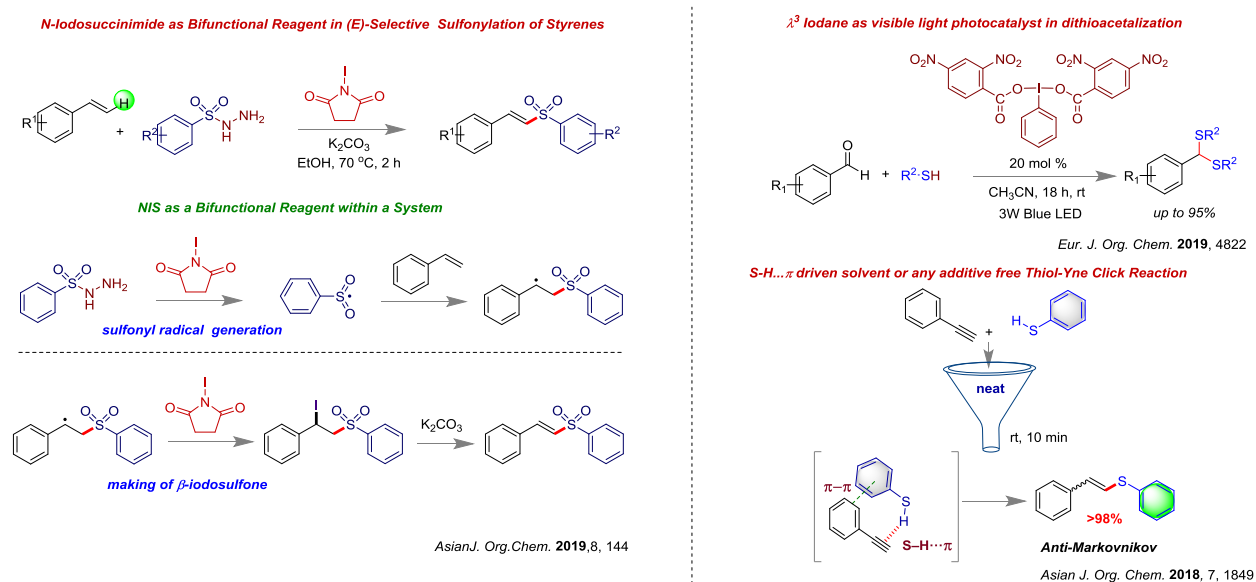 N-Iodosuccinimide as Bifunctional Reagent in (E)-Selective Sulfonylation of Styrenes
I
N
O O
H
R¹
+
O O
S
N
H
NH₂
R²
K₂CO₃
EtOH, 70 °C, 2 h
O O
S
R¹
R²
NIS as a Bifunctional Reagent within a System
O O
S
N
H
NH₂
I
N
O O
O
S
O
O O
S
sulfonyl radical generation
O O
S
I
N
O O
I
O O
S
K₂CO₃
O O
S
making of β-iodosulfone
AsianJ. Org.Chem. 2019,8, 144
λ³ Iodane as visible light photocatalyst in dithioacetalization
O₂N NO₂ O₂N NO₂
C O I O C
O O
O
H
R₁
+ R²-SH
20 mol %
CH₃CN, 18 h, rt
3W Blue LED
SR²
SR²
R₁
up to 95%
Eur. J. Org. Chem. 2019, 4822
S-H...π driven solvent or any additive free Thiol-Yne Click Reaction
+
H
S
neat
rt, 10 min
π–π
S
H
S–H···π
S
>98%
Anti-Markovnikov
Asian J. Org. Chem. 2018, 7, 1849